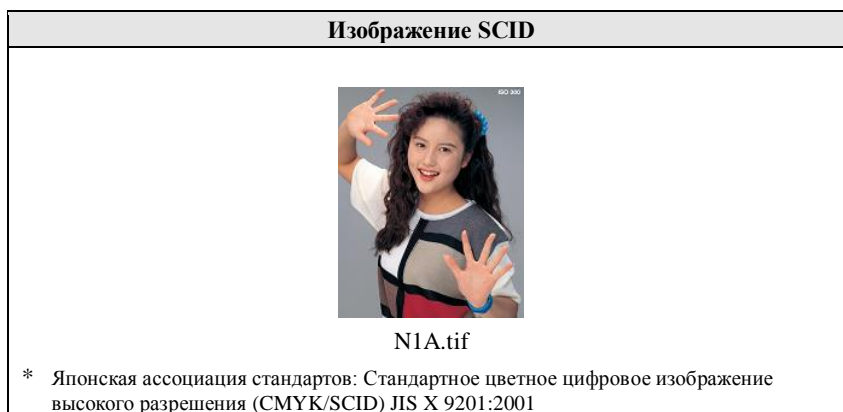 Изображение SCID
ISO 300
N1A.tif
* Японская ассоциация стандартов: Стандартное цветное цифровое изображение
высокого разрешения (CMYK/SCID) JIS X 9201:2001